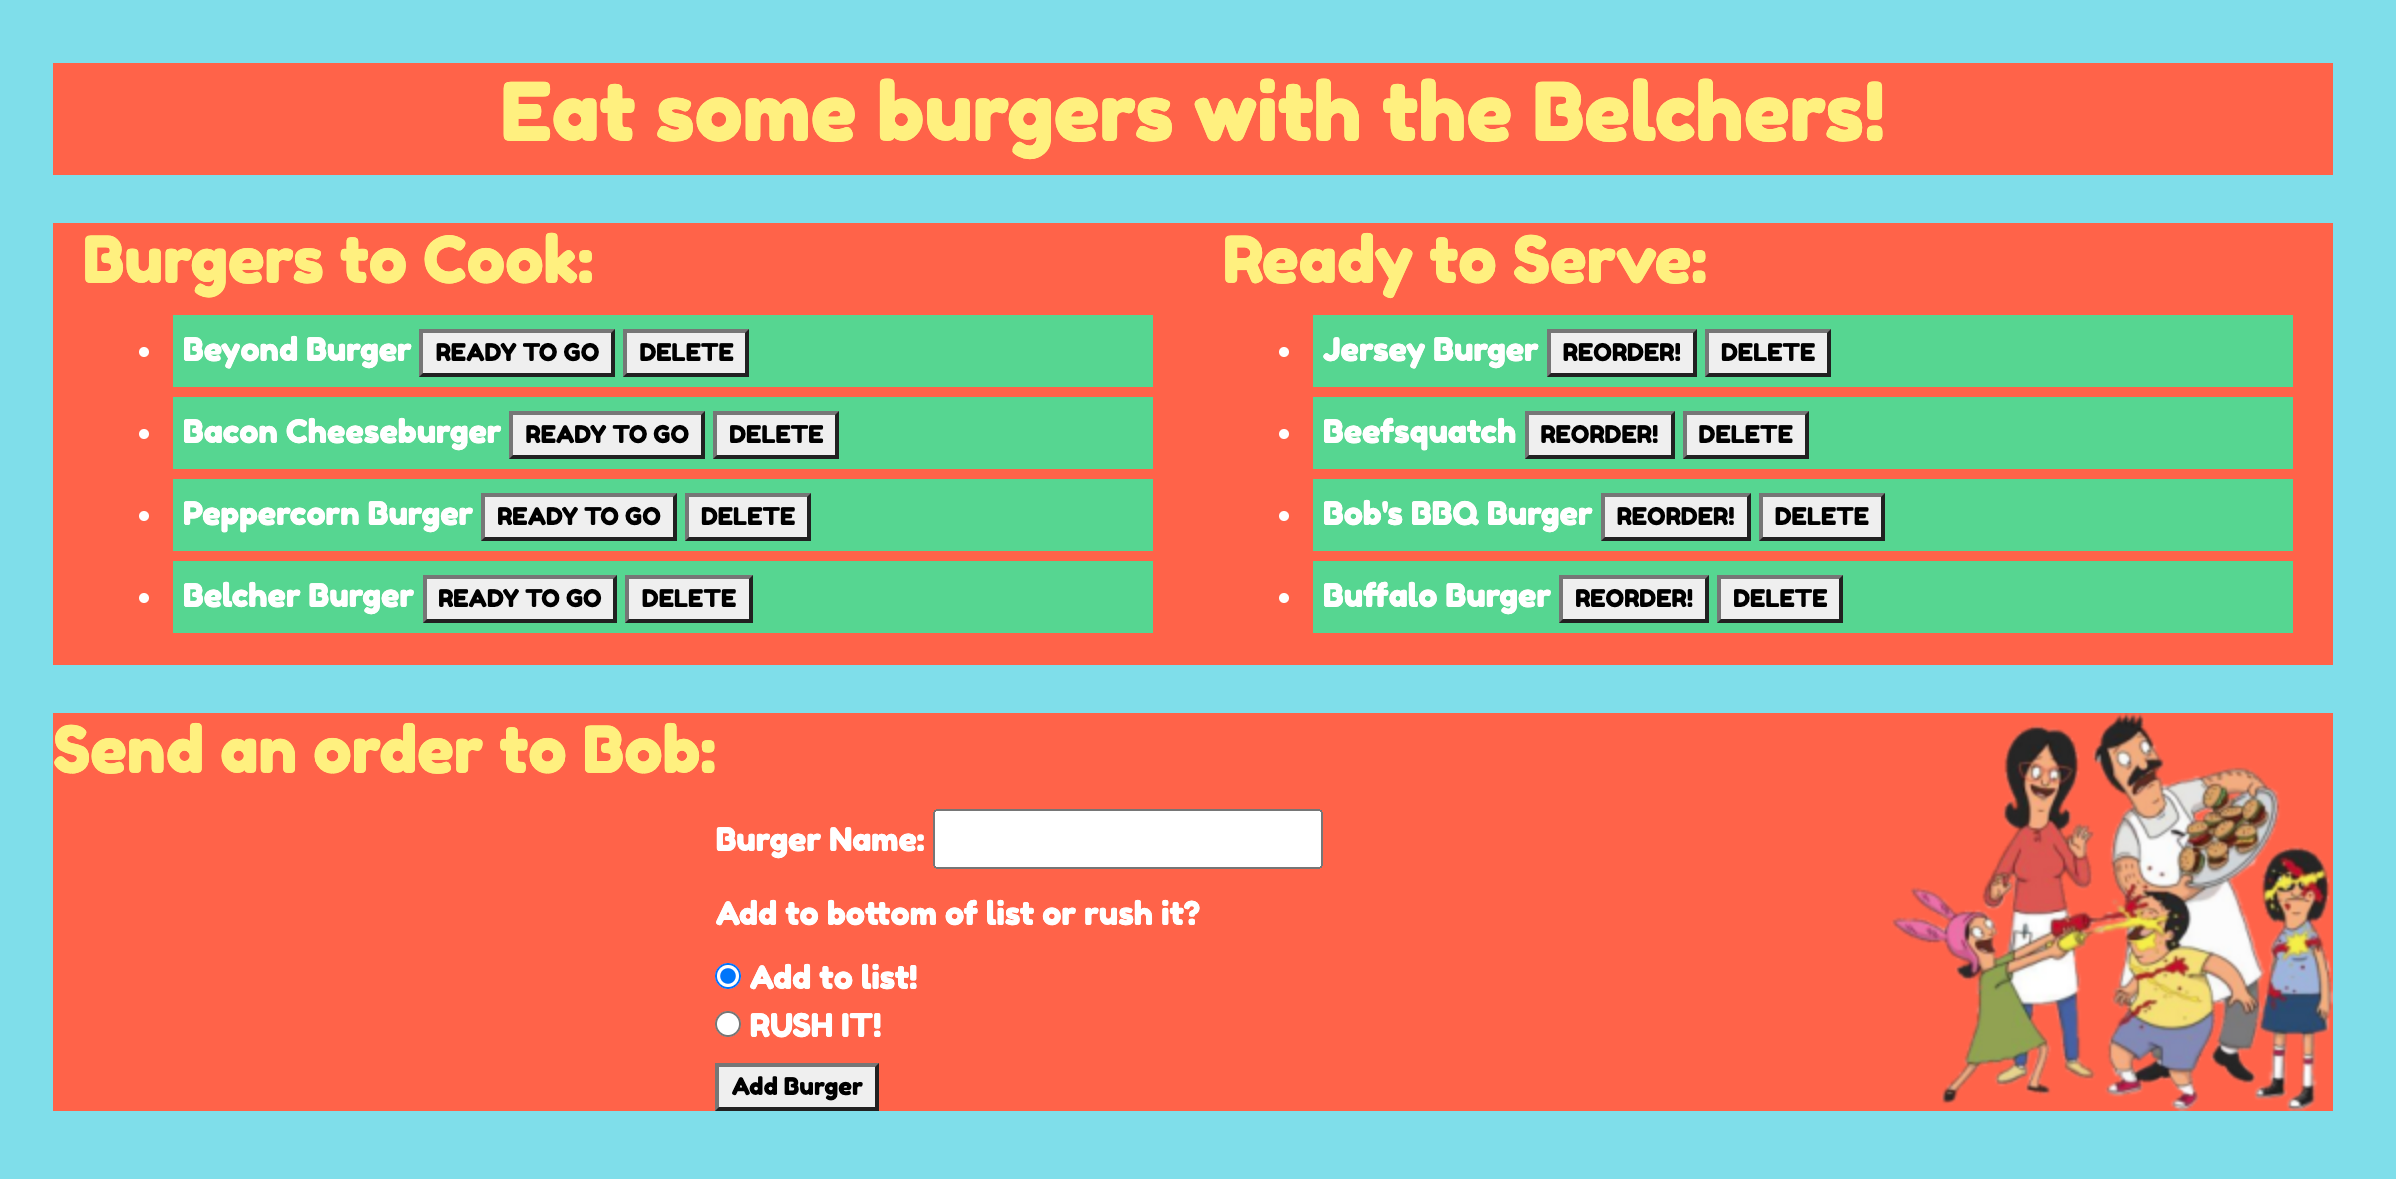 Eat some burgers with the Belchers!
Burgers to Cook:
Beyond Burger READY TO GO DELETE
Bacon Cheeseburger READY TO GO DELETE
Peppercorn Burger READY TO GO DELETE
Belcher Burger READY TO GO DELETE
Ready to Serve:
Jersey Burger REORDER! DELETE
Beefsquatch REORDER! DELETE
Bob's BBQ Burger REORDER! DELETE
Buffalo Burger REORDER! DELETE
Send an order to Bob:
Burger Name:
Add to bottom of list or rush it?
Add to list!
RUSH IT!
Add Burger